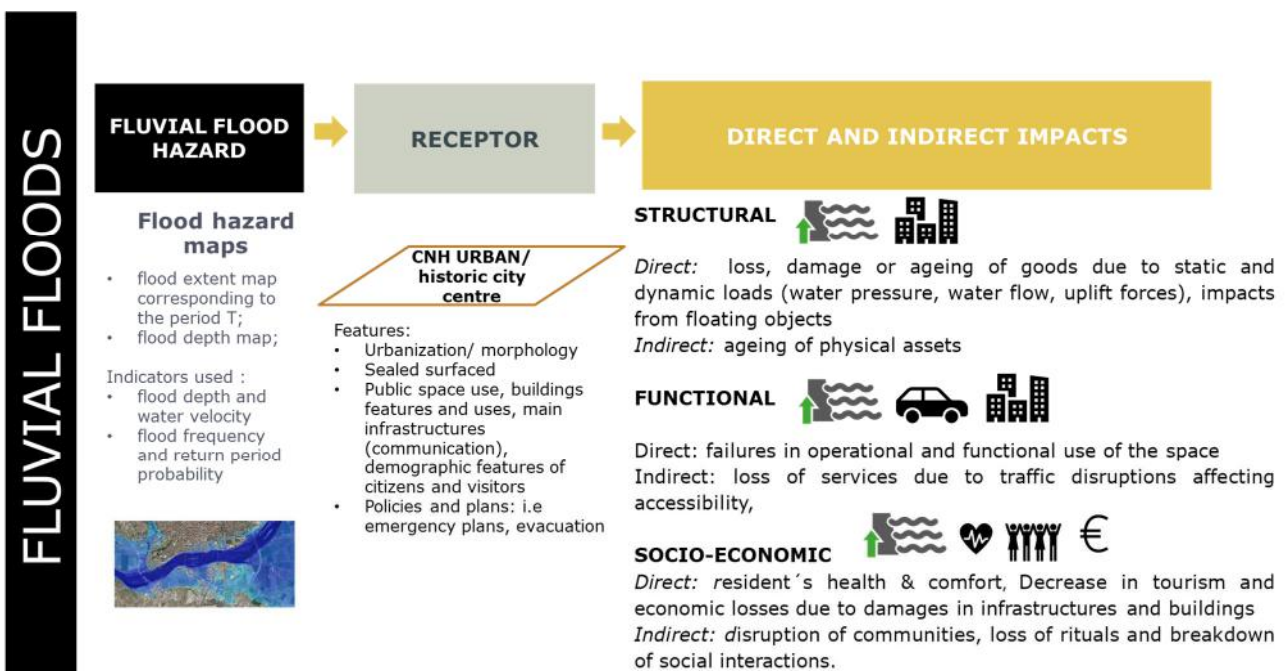 FLUVIAL FLOODS
FLUVIAL FLOOD
HAZARD
RECEPTOR
DIRECT AND INDIRECT IMPACTS
Flood hazard
maps
• flood extent map
corresponding to
the period T;
• flood depth map;
Indicators used :
• flood depth and
water velocity
• flood frequency
and return period
probability
CNH URBAN/
historic city
centre
Features:
• Urbanization/ morphology
• Sealed surfaced
• Public space use, buildings
features and uses, main
infrastructures
(communication),
demographic features of
citizens and visitors
• Policies and plans: i.e
emergency plans, evacuation
STRUCTURAL
Direct: loss, damage or ageing of goods due to static and
dynamic loads (water pressure, water flow, uplift forces), impacts
from floating objects
Indirect: ageing of physical assets
FUNCTIONAL
Direct: failures in operational and functional use of the space
Indirect: loss of services due to traffic disruptions affecting
accessibility,
SOCIO-ECONOMIC €
Direct: resident´s health & comfort, Decrease in tourism and
economic losses due to damages in infrastructures and buildings
Indirect: disruption of communities, loss of rituals and breakdown
of social interactions.